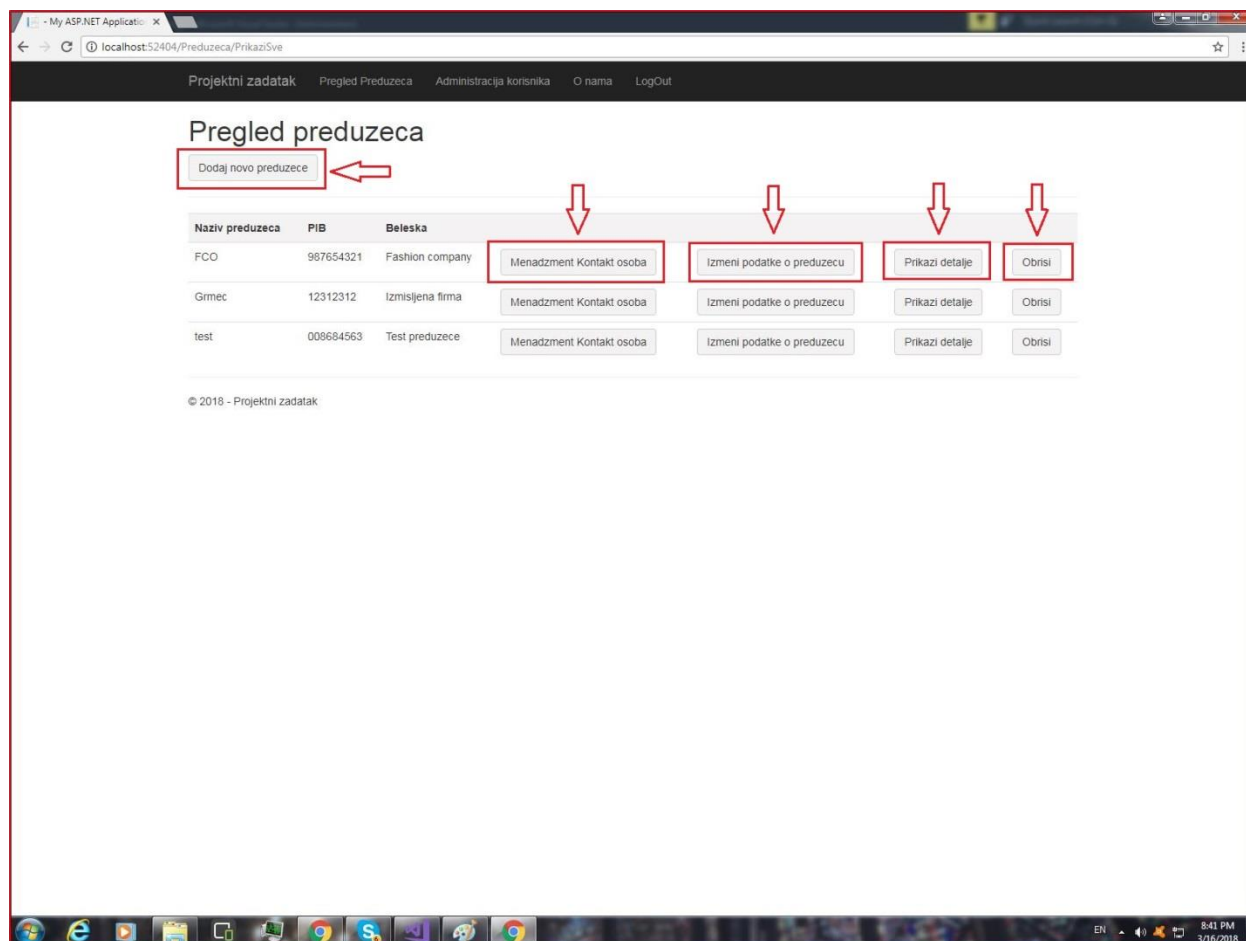 - My ASP.NET Applicatio
localhost:52404/Preduzeca/PrikaziSve
Projektni zadatak Pregled Preduzeca Administracija korisnika O nama LogOut
Pregled preduzeca
Dodaj novo preduzece
Naziv preduzeca PIB Beleska
FCO 987654321 Fashion company Menadzment Kontakt osoba Izmeni podatke o preduzecu Prikazi detalje Obrisi
Grmec 12312312 Izmisljena firma Menadzment Kontakt osoba Izmeni podatke o preduzecu Prikazi detalje Obrisi
test 008684563 Test preduzece Menadzment Kontakt osoba Izmeni podatke o preduzecu Prikazi detalje Obrisi
© 2018 - Projektni zadatak
EN 8:41 PM
3/16/2018